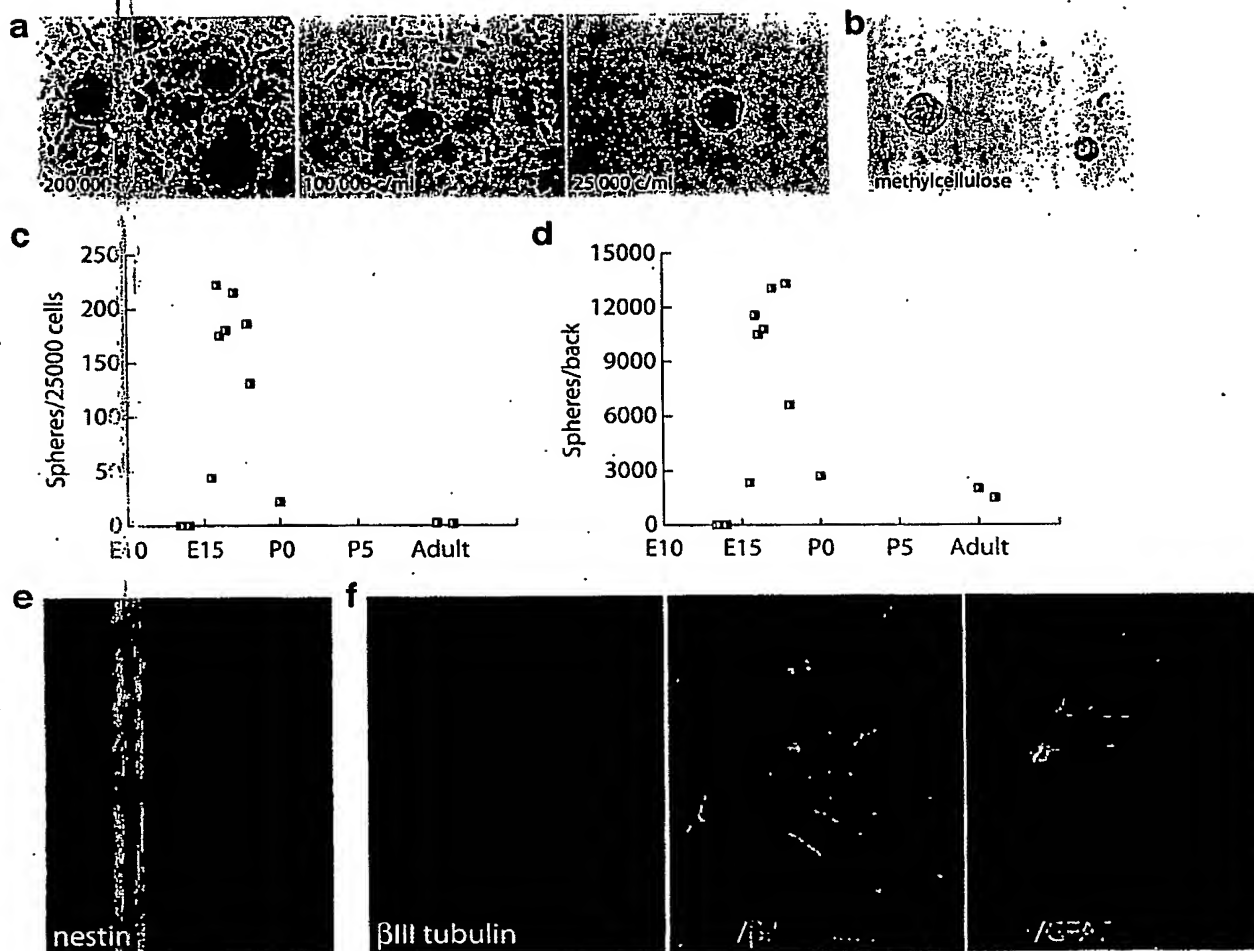 a
b
200 000 c/ml
100 000 c/ml
25 000 c/ml
methylcellulose
c
Spheres/25000 cells
250
200
150
100
50
0
E10
E15
P0
P5
Adult
d
Spheres/back
15000
12000
9000
6000
3000
0
E10
E15
P0
P5
Adult
e
nestin
f
βIII tubulin